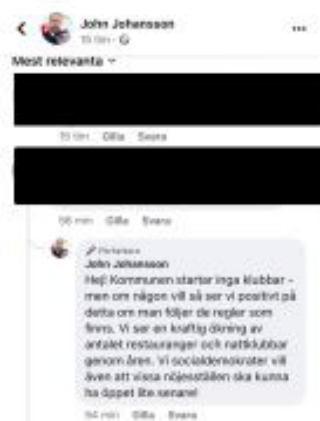 John Johansson
15 tim
Mest relevanta
15 tim Gilla Svara
56 min Gilla Svara
Författare
John Johansson
Hej! Kommunen startar inga klubbar -
men om någon vill så ser vi positivt på
detta om man följer de regler som
finns. Vi ser en kraftig ökning av
antalet restauranger och nattklubbar
genom åren. Vi socialdemokrater vill
även att vissa nöjesställen ska kunna
ha öppet lite senare!
54 min Gilla Svara